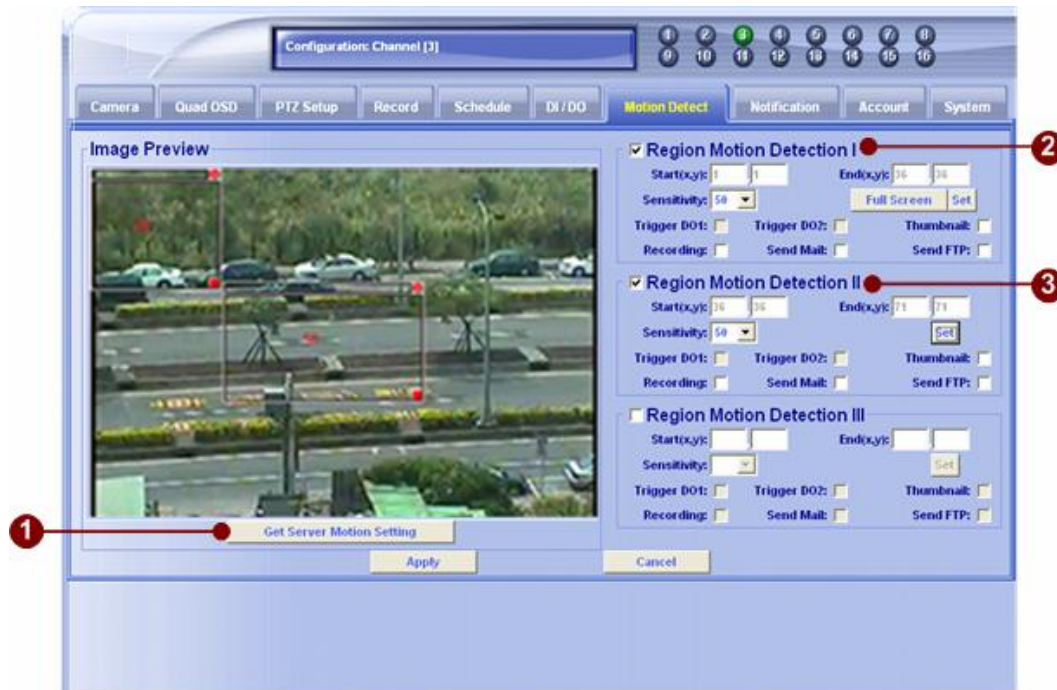 Configuration: Channel [3]
1 2 3 4 5 6 7 8
9 10 11 12 13 14 15 16
Camera Quad OSD PTZ Setup Record Schedule DI / DO Motion Detect Notification Account System
Image Preview
Get Server Motion Setting
Apply Cancel
1
Region Motion Detection I
2
Start(x,y): 1 1 End(x,y): 36 36
Sensitivity: 50 Full Screen Set
Trigger DO1: Trigger DO2: Thumbnail:
Recording: Send Mail: Send FTP:
Region Motion Detection II
3
Start(x,y): 36 36 End(x,y): 71 71
Sensitivity: 50 Set
Trigger DO1: Trigger DO2: Thumbnail:
Recording: Send Mail: Send FTP:
Region Motion Detection III
Start(x,y): End(x,y):
Sensitivity: Set
Trigger DO1: Trigger DO2: Thumbnail:
Recording: Send Mail: Send FTP: